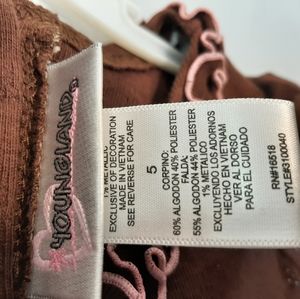 YOUNGLAND
1% METALLIC
EXCLUSIVE OF DECORATION
MADE IN VIETNAM
SEE REVERSE FOR CARE
5
CORPINO:
60% ALGODON 40% POLIESTER
FALDA:
55% ALGODON 44% POLIESTER
1% METALICO
EXCLUYENDO LOS ADORNOS
HECHO EN VIETNAM
VER AL DORSO
PARA EL CUIDADO
RN#16518
STYLE#3100040